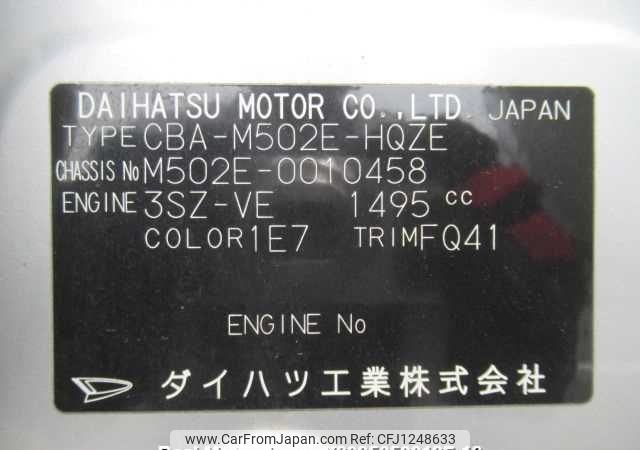 DAIHATSU MOTOR CO.,LTD. JAPAN
TYPE CBA-M502E-HQZE
CHASSIS No M502E-0010458
ENGINE 3SZ-VE 1495 cc
COLOR 1E7 TRIM FQ41
ENGINE No
ダイハツ工業株式会社
www.CarFromJapan.com CFJ1248633